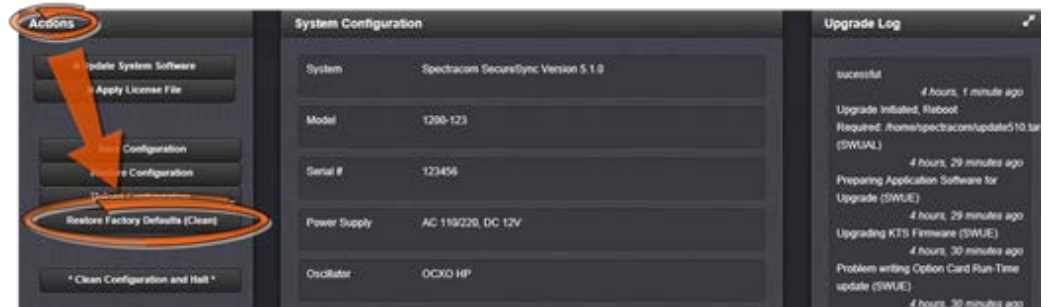 Actions
Update System Software
Apply License File
Configuration
Restore Configuration
Restore Factory Defaults (Clean)
* Clean Configuration and Halt *
System Configuration
System Spectracom SecureSync Version 5.1.0
Model 1200-123
Serial # 123456
Power Supply AC 110/220, DC 12V
Oscillator OCXO HP
Upgrade Log
sucessful
4 hours, 1 minute ago
Upgrade Initiated, Reboot
Required: /home/spectracom/update510.tar
(SWUAL)
4 hours, 29 minutes ago
Preparing Application Software for
Upgrade (SWUE)
4 hours, 29 minutes ago
Upgrading KTS Firmware (SWUE)
4 hours, 30 minutes ago
Problem writing Option Card Run-Time
update (SWUE)
4 hours, 30 minutes ago